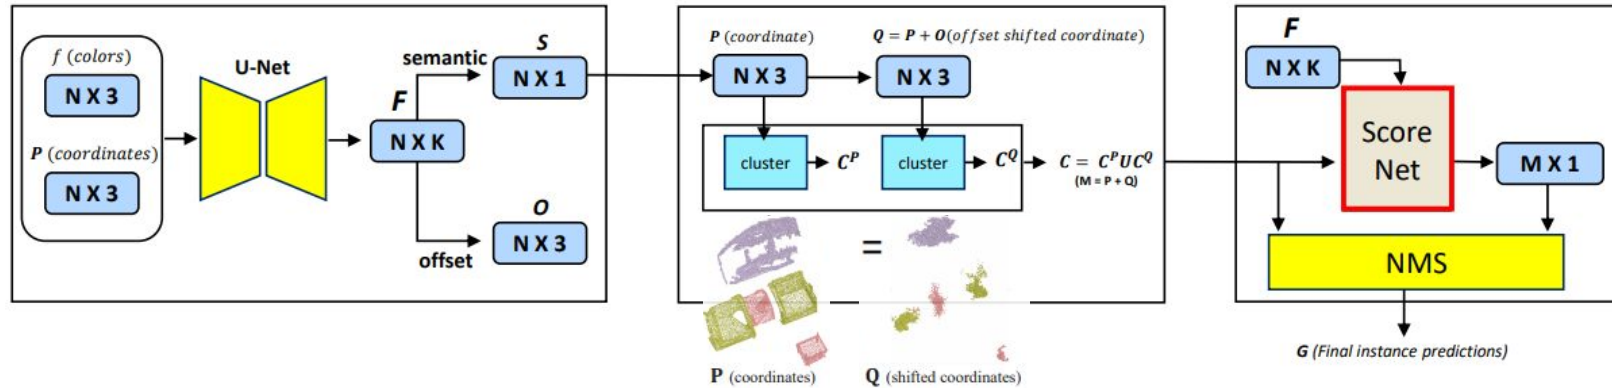 f (colors)
N X 3
P (coordinates)
N X 3
U-Net
F
N X K
semantic
S
N X 1
O
N X 3
offset
P (coordinate)
N X 3
Q = P + O(offset shifted coordinate)
N X 3
cluster
C^P
cluster
C^Q
C = C^P U C^Q
(M = P + Q)
=
P (coordinates)
Q (shifted coordinates)
F
N X K
Score
Net
M X 1
NMS
G (Final instance predictions)